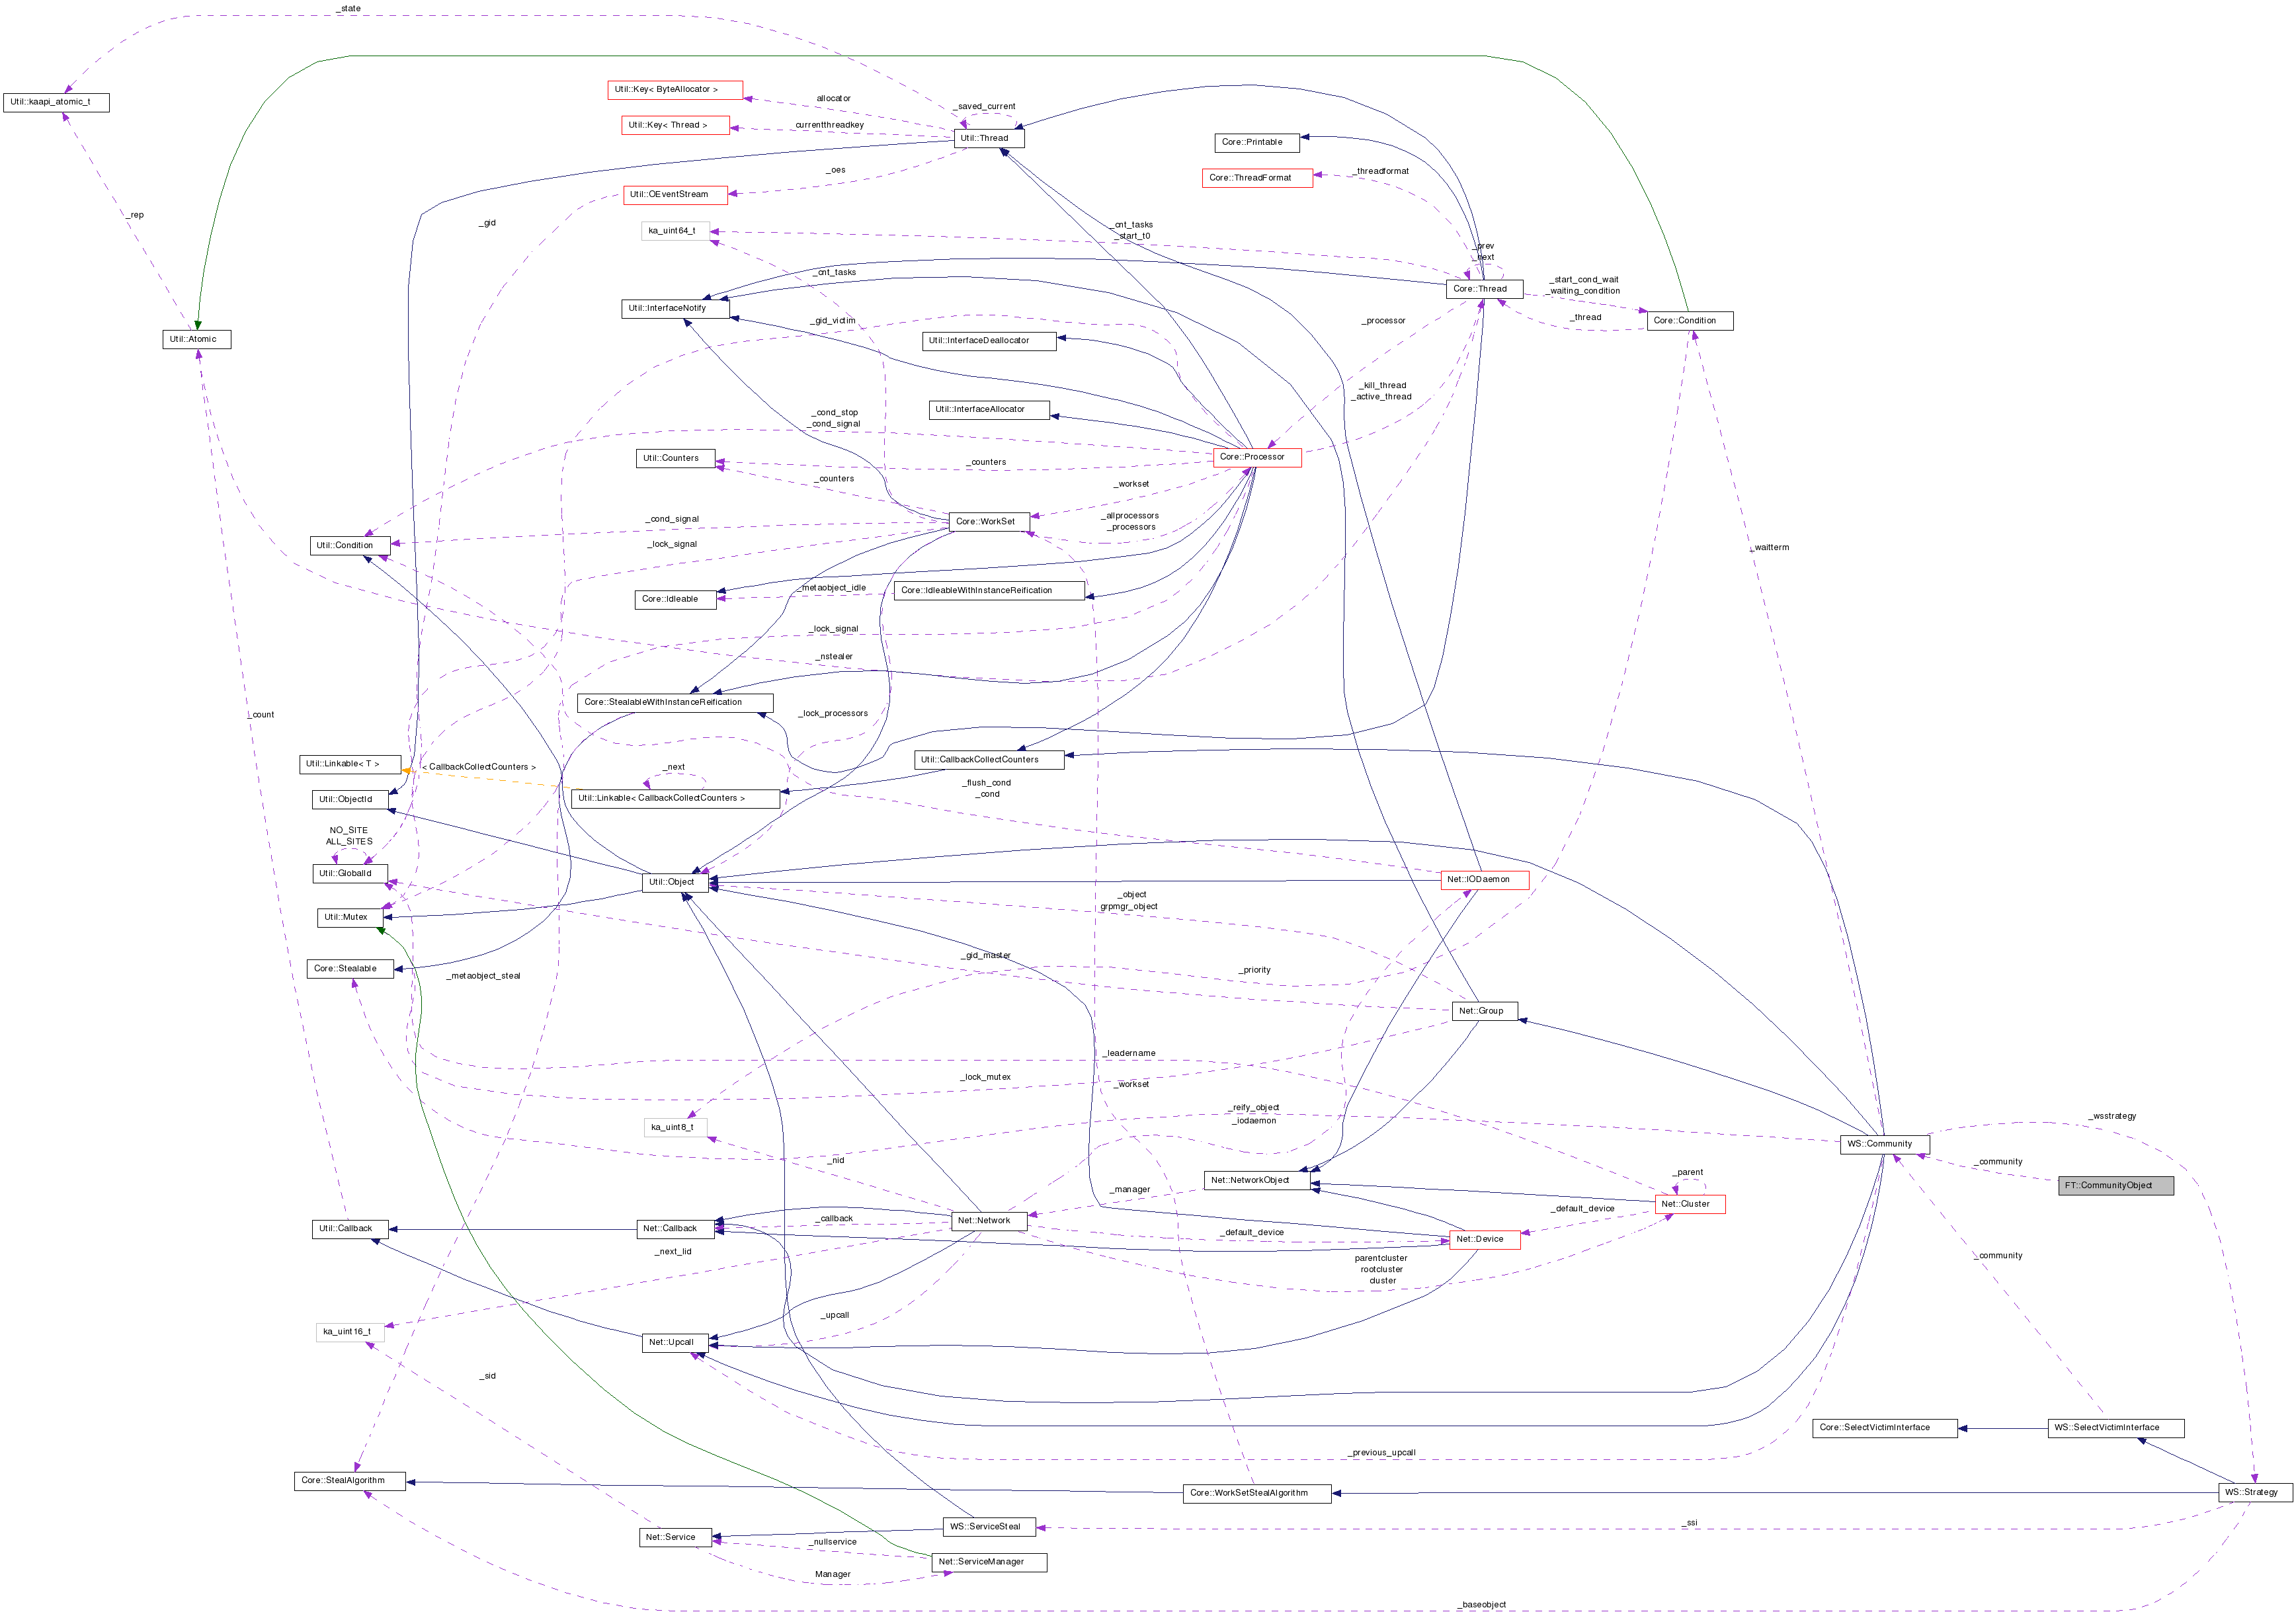 _state
Util::Key< ByteAllocator >
allocator
Util::kaapi_atomic_t
_saved_current
Util::Key< Thread >
currentthreadkey
Util::Thread
Core::Printable
_oes
_threadformat
Core::ThreadFormat
Util::OEventStream
_rep
_gid
_cnt_tasks
_start_t0
ka_uint64_t
_prev
_next
_cnt_tasks
_start_cond_wait
_waiting_condition
Core::Thread
Util::InterfaceNotify
_gid_victim
_processor
_thread
Core::Condition
Util::Atomic
Util::InterfaceDeallocator
_kill_thread
_active_thread
Util::InterfaceAllocator
_cond_stop
_cond_signal
Util::Counters
_counters
Core::Processor
_counters
_workset
_cond_signal
Core::WorkSet
_allprocessors
_processors
Util::Condition
_lock_signal
_waitterm
_metaobject_idle
Core::IdleableWithInstanceReification
Core::Idleable
_lock_signal
_nstealer
Core::StealableWithInstanceReification
_count
_lock_processors
Util::Linkable< T >
< CallbackCollectCounters >
_next
Util::CallbackCollectCounters
_flush_cond
_cond
Util::ObjectId
Util::Linkable< CallbackCollectCounters >
NO_SITE
ALL_SITES
Util::GlobalId
Util::Object
Net::IODaemon
_object
grpmgr_object
Util::Mutex
_gid_master
Core::Stealable
_metaobject_steal
_priority
Net::Group
_leadername
_lock_mutex
_workset
_reify_object
_iodaemon
ka_uint8_t
_wsstrategy
WS::Community
_nid
_community
Net::NetworkObject
_parent
FT::CommunityObject
_manager
Net::Cluster
Util::Callback
Net::Callback
_callback
Net::Network
_default_device
_default_device
Net::Device
_next_lid
parentcluster
rootcluster
cluster
_community
_upcall
ka_uint16_t
Net::Upcall
_sid
Core::SelectVictimInterface
WS::SelectVictimInterface
_previous_upcall
Core::StealAlgorithm
Core::WorkSetStealAlgorithm
WS::Strategy
WS::ServiceSteal
_ssi
Net::Service
_nullservice
Net::ServiceManager
Manager
_baseobject